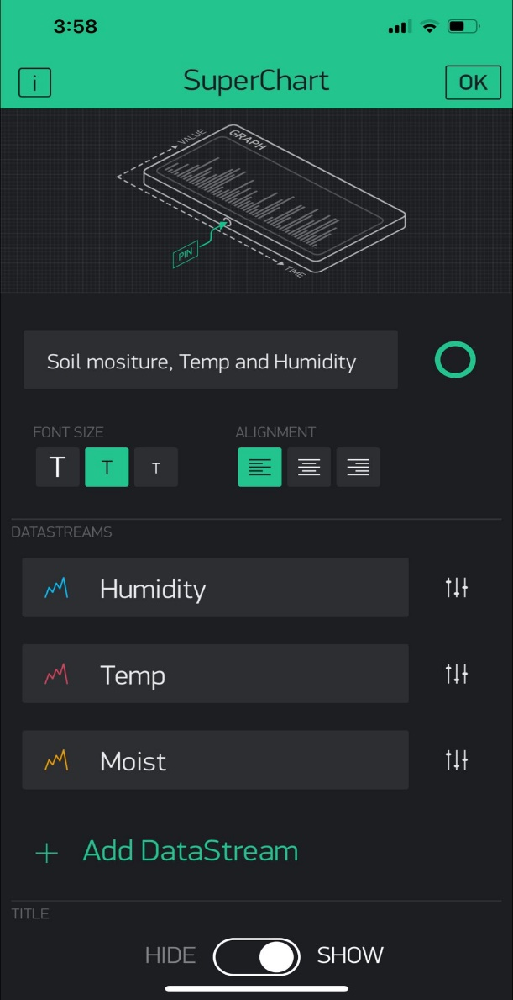 3:58
i
SuperChart
OK
VALUE
GRAPH
PIN
TIME
Soil mositure, Temp and Humidity
FONT SIZE
ALIGNMENT
T
T
T
DATASTREAMS
Humidity
Temp
Moist
+ Add DataStream
TITLE
HIDE
SHOW